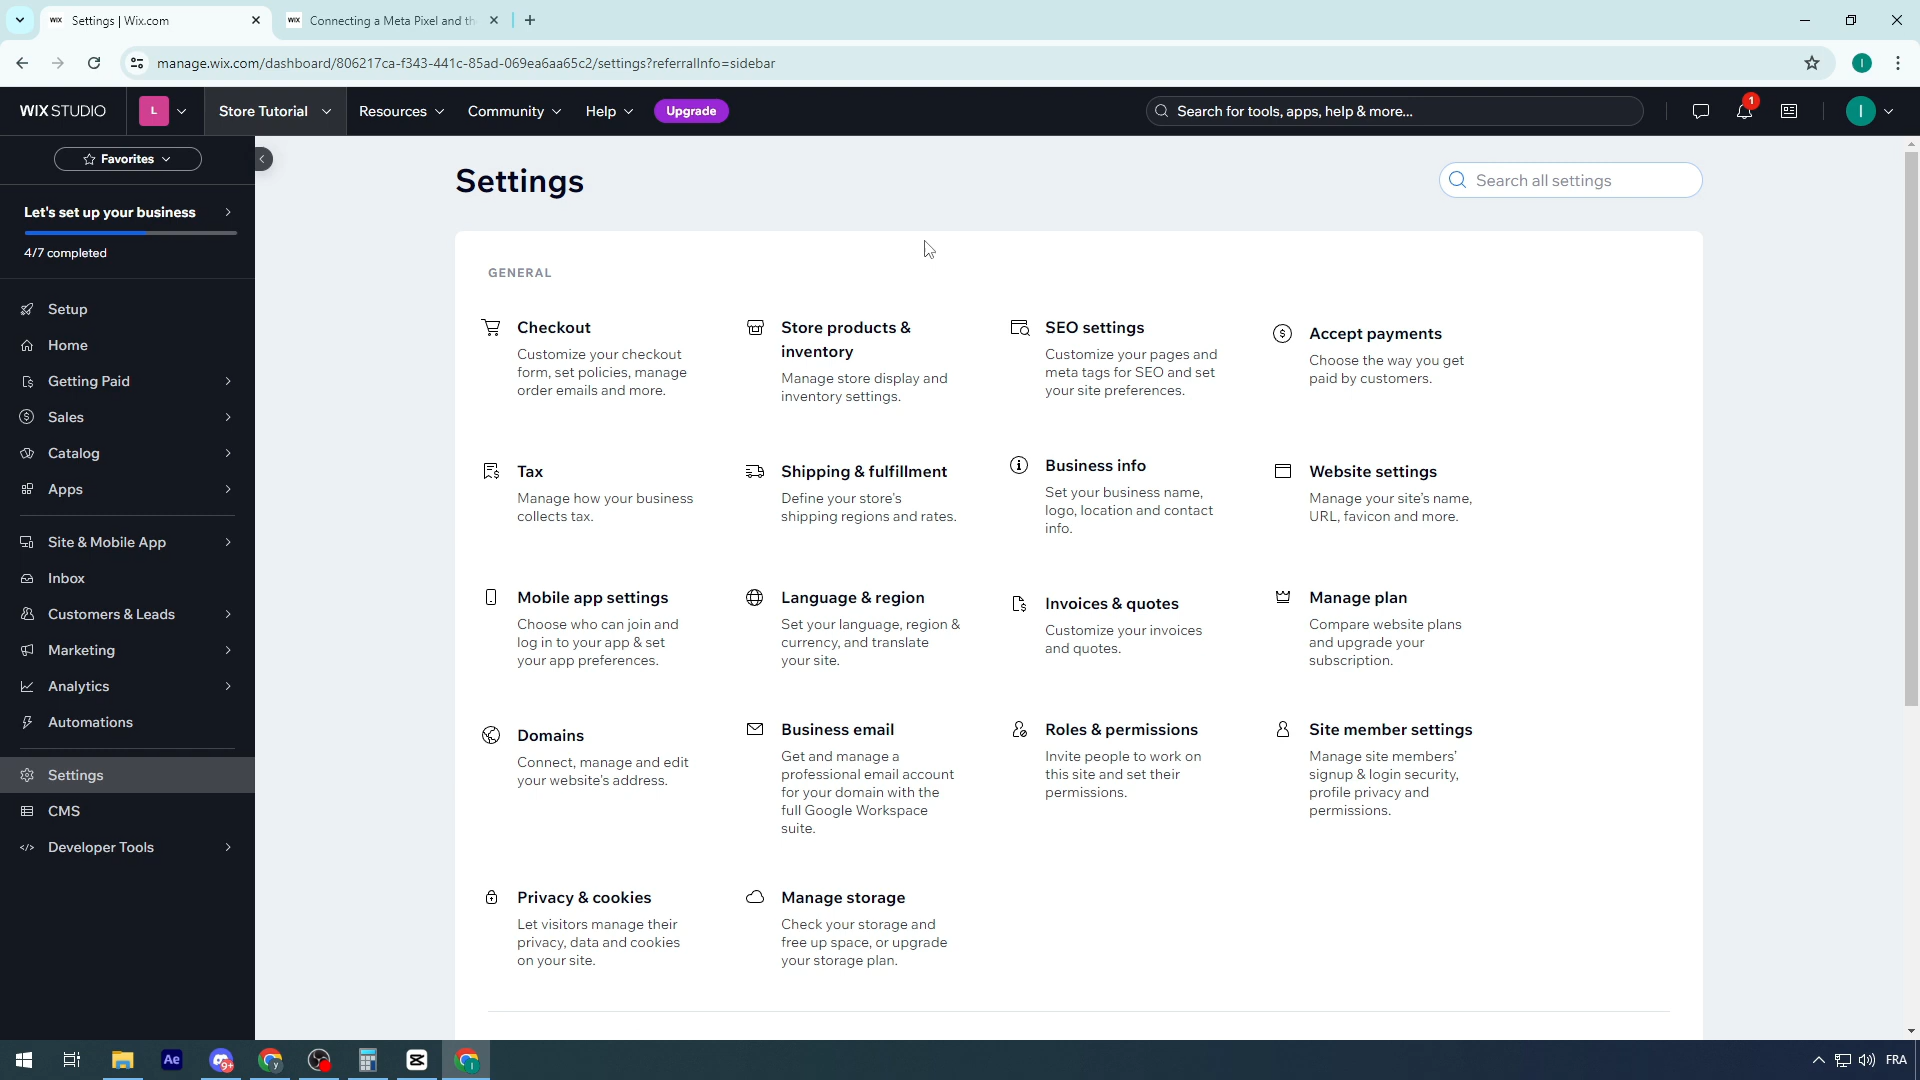 Settings | Wix.com
Connecting a Meta Pixel and th
manage.wix.com/dashboard/806217ca-f343-441c-85ad-069ea6aa65c2/settings?referralInfo=sidebar
I
WIX STUDIO
L
Store Tutorial
Resources
Community
Help
Upgrade
Search for tools, apps, help & more...
1
I
Favorites
Let's set up your business
4/7 completed
Setup
Home
Getting Paid
Sales
Catalog
Apps
Site & Mobile App
Inbox
Customers & Leads
Marketing
Analytics
Automations
Settings
CMS
Developer Tools
Settings
Search all settings
GENERAL
Checkout
Customize your checkout
form, set policies, manage
order emails and more.
Store products &
inventory
Manage store display and
inventory settings.
SEO settings
Customize your pages and
meta tags for SEO and set
your site preferences.
Accept payments
Choose the way you get
paid by customers.
Tax
Manage how your business
collects tax.
Shipping & fulfillment
Define your store's
shipping regions and rates.
Business info
Set your business name,
logo, location and contact
info.
Website settings
Manage your site's name,
URL, favicon and more.
Mobile app settings
Choose who can join and
log in to your app & set
your app preferences.
Language & region
Set your language, region &
currency, and translate
your site.
Invoices & quotes
Customize your invoices
and quotes.
Manage plan
Compare website plans
and upgrade your
subscription.
Domains
Connect, manage and edit
your website's address.
Business email
Get and manage a
professional email account
for your domain with the
full Google Workspace
suite.
Roles & permissions
Invite people to work on
this site and set their
permissions.
Site member settings
Manage site members'
signup & login security,
profile privacy and
permissions.
Privacy & cookies
Let visitors manage their
privacy, data and cookies
on your site.
Manage storage
Check your storage and
free up space, or upgrade
your storage plan.
Ae
9+
y
I
FRA